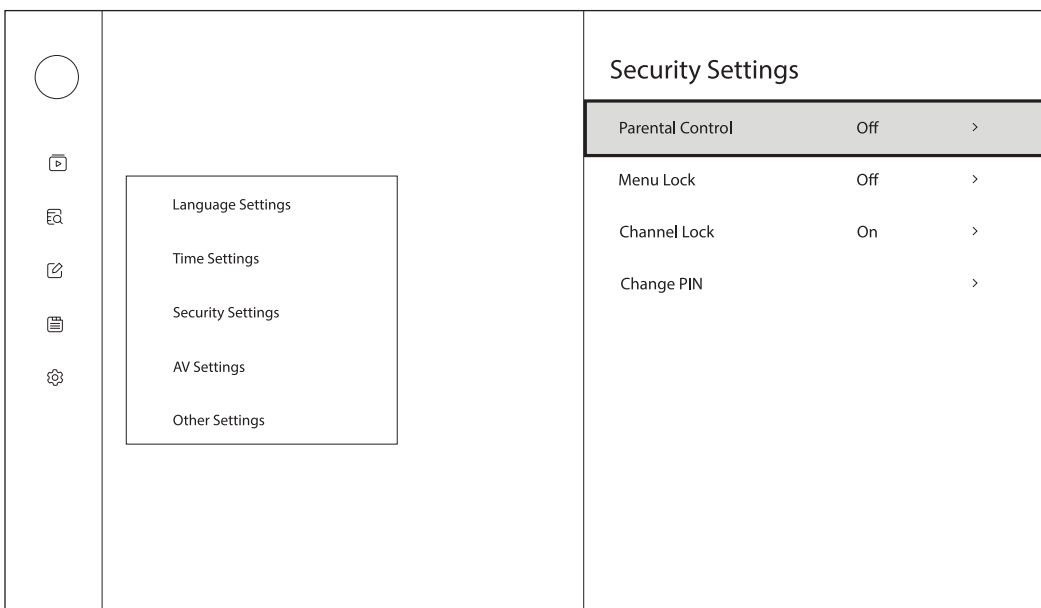 Language Settings
Time Settings
Security Settings
AV Settings
Other Settings
Security Settings
Parental Control Off >
Menu Lock Off >
Channel Lock On >
Change PIN >